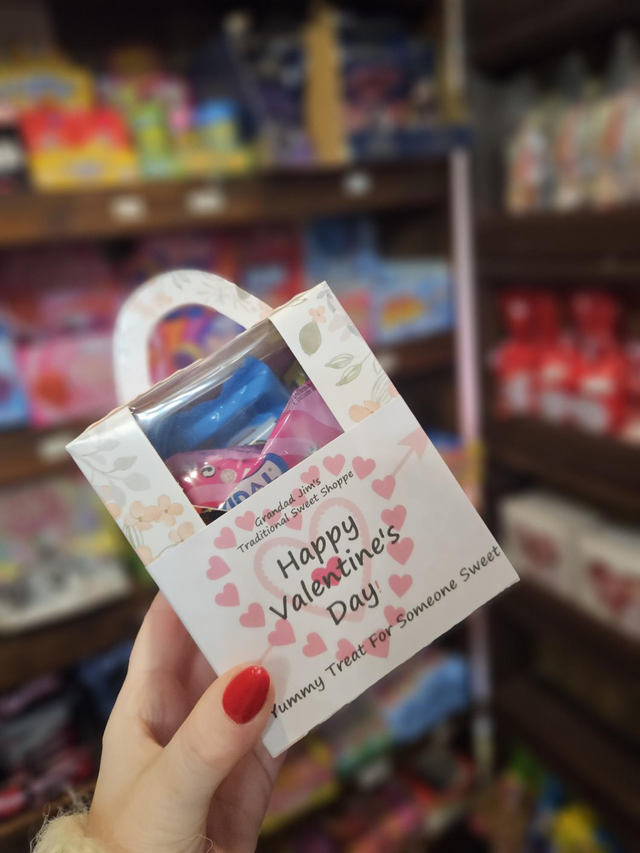 Grandad Jim's
Traditional Sweet Shoppe
Happy
Valentine's
Day!
Yummy Treat For Someone Sweet